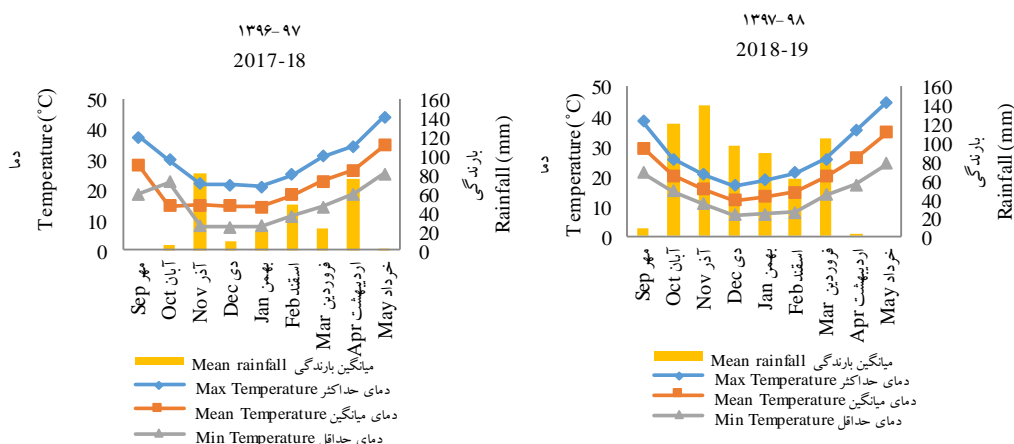 ۱۳۹۶-۹۷
2017-18
دما
Temperature (˚C)
50
40
30
20
10
0
160
140
120
100
80
60
40
20
0
بارندگی
Rainfall (mm)
مهر Sep
آبان Oct
آذر Nov
دی Dec
بهمن Jan
اسفند Feb
فروردین Mar
اردیبهشت Apr
خرداد May
Mean rainfall میانگین بارندگی
Max Temperature دمای حداکثر
Mean Temperature دمای میانگین
Min Temperature دمای حداقل
۱۳۹۷-۹۸
2018-19
دما
Temperature (˚C)
50
40
30
20
10
0
160
140
120
100
80
60
40
20
0
بارندگی
Rainfall (mm)
مهر Sep
آبان Oct
آذر Nov
دی Dec
بهمن Jan
اسفند Feb
فروردین Mar
اردیبهشت Apr
خرداد May
Mean rainfall میانگین بارندگی
Max Temperature دمای حداکثر
Mean Temperature دمای میانگین
Min Temperature دمای حداقل